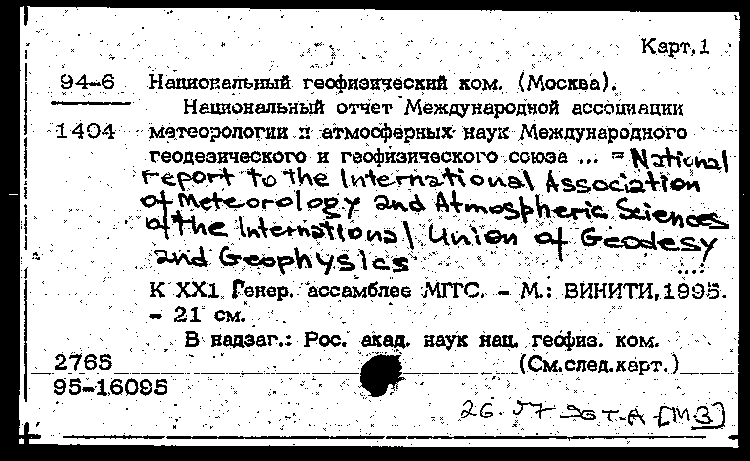 Карт,1
94-6 Национальный геофизический ком. (Москва).
Национальный отчет Международной ассоциации
1404 метеорологии и атмосферных наук Международного
геодезического и геофизического союза ... = National
report to the International Association
of Meteorology and Atmospheric Sciences
of the International Union of Geodesy
and Geophysics ...:
К XX1 Генер. ассамблее МГГС. - М.: ВИНИТИ,1995.
- 21 см.
В надзаг.: Рос. акад. наук нац. геофиз. ком.
2765 (См.след.карт.)
95-16095
26.